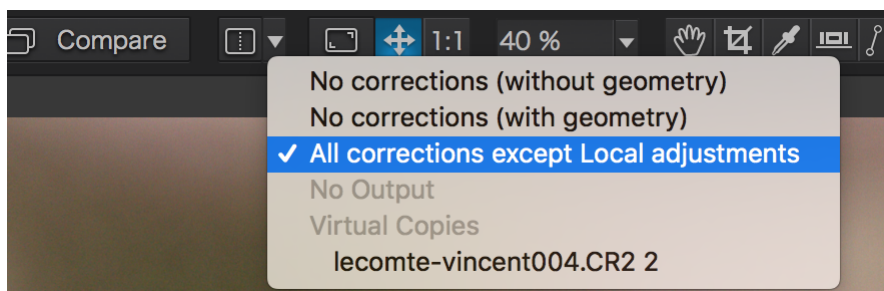 Compare
1:1
40 %
No corrections (without geometry)
No corrections (with geometry)
All corrections except Local adjustments
No Output
Virtual Copies
lecomte-vincent004.CR2 2